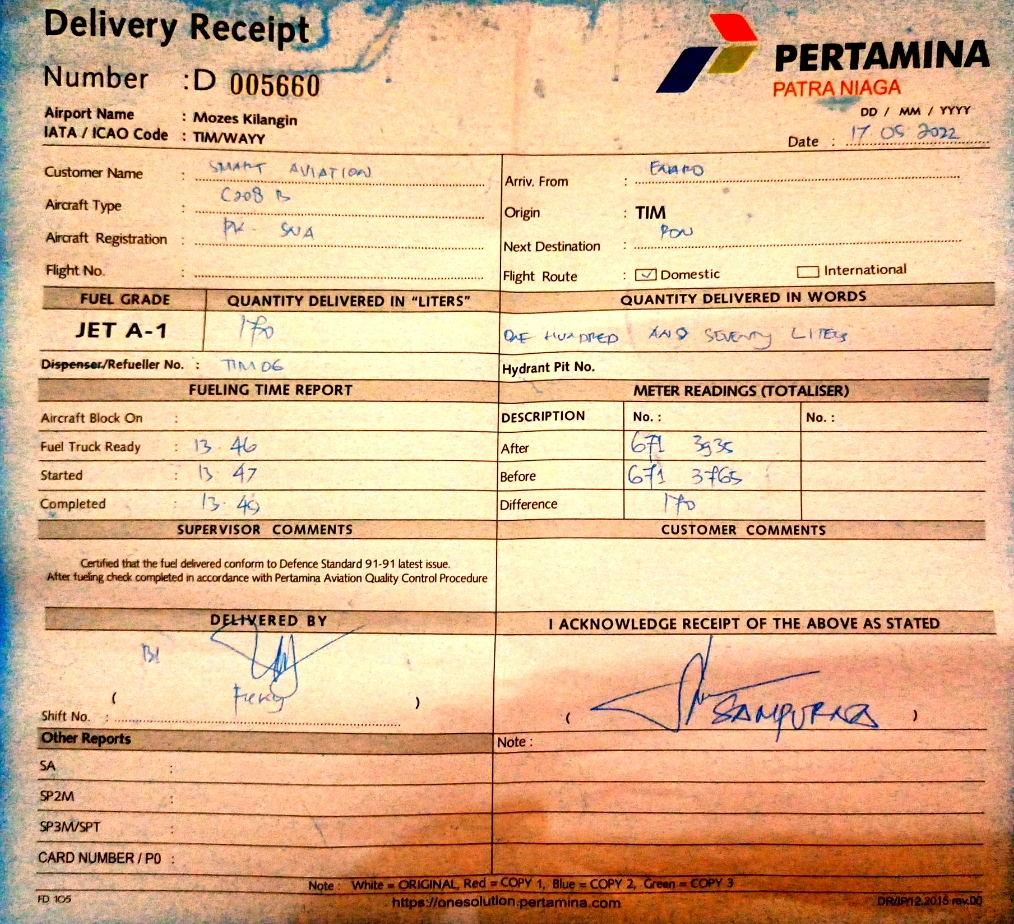 Delivery Receipt
PERTAMINA
PATRA NIAGA
Number : D 005660
DD / MM / YYYY
Airport Name : Mozes Kilangin
IATA / ICAO Code : TIM/WAYY
Date : 17 05 2022
Customer Name : SMART AVIATION
Arriv. From :
Aircraft Type : C208 B
Origin : TIM
Aircraft Registration : PK- SNA
Next Destination :
Flight No. :
Flight Route : Domestic International
FUEL GRADE QUANTITY DELIVERED IN "LITERS" QUANTITY DELIVERED IN WORDS
JET A-1 170 ONE HUNDRED AND SEVENTY LITERS
Dispenser/Refueller No. : TIM 06 Hydrant Pit No.
FUELING TIME REPORT METER READINGS (TOTALISER)
Aircraft Block On : DESCRIPTION No. : No. :
Fuel Truck Ready : 13.46 After 671 3935
Started : 13.47 Before 671 3765
Completed : 13.49 Difference 170
SUPERVISOR COMMENTS CUSTOMER COMMENTS
Certified that the fuel delivered conform to Defence Standard 91-91 latest issue.
After fueling check completed in accordance with Pertamina Aviation Quality Control Procedure
DELIVERED BY I ACKNOWLEDGE RECEIPT OF THE ABOVE AS STATED
( ) ( SAMPURNA )
Shift No. :
Other Reports Note :
SA :
SP2M :
SP3M/SPT :
CARD NUMBER / P0 :
Note : White = ORIGINAL, Red = COPY 1, Blue = COPY 2, Green = COPY 3
FD 105 https://onesolution.pertamina.com DR/JP/12.2015 rev.00